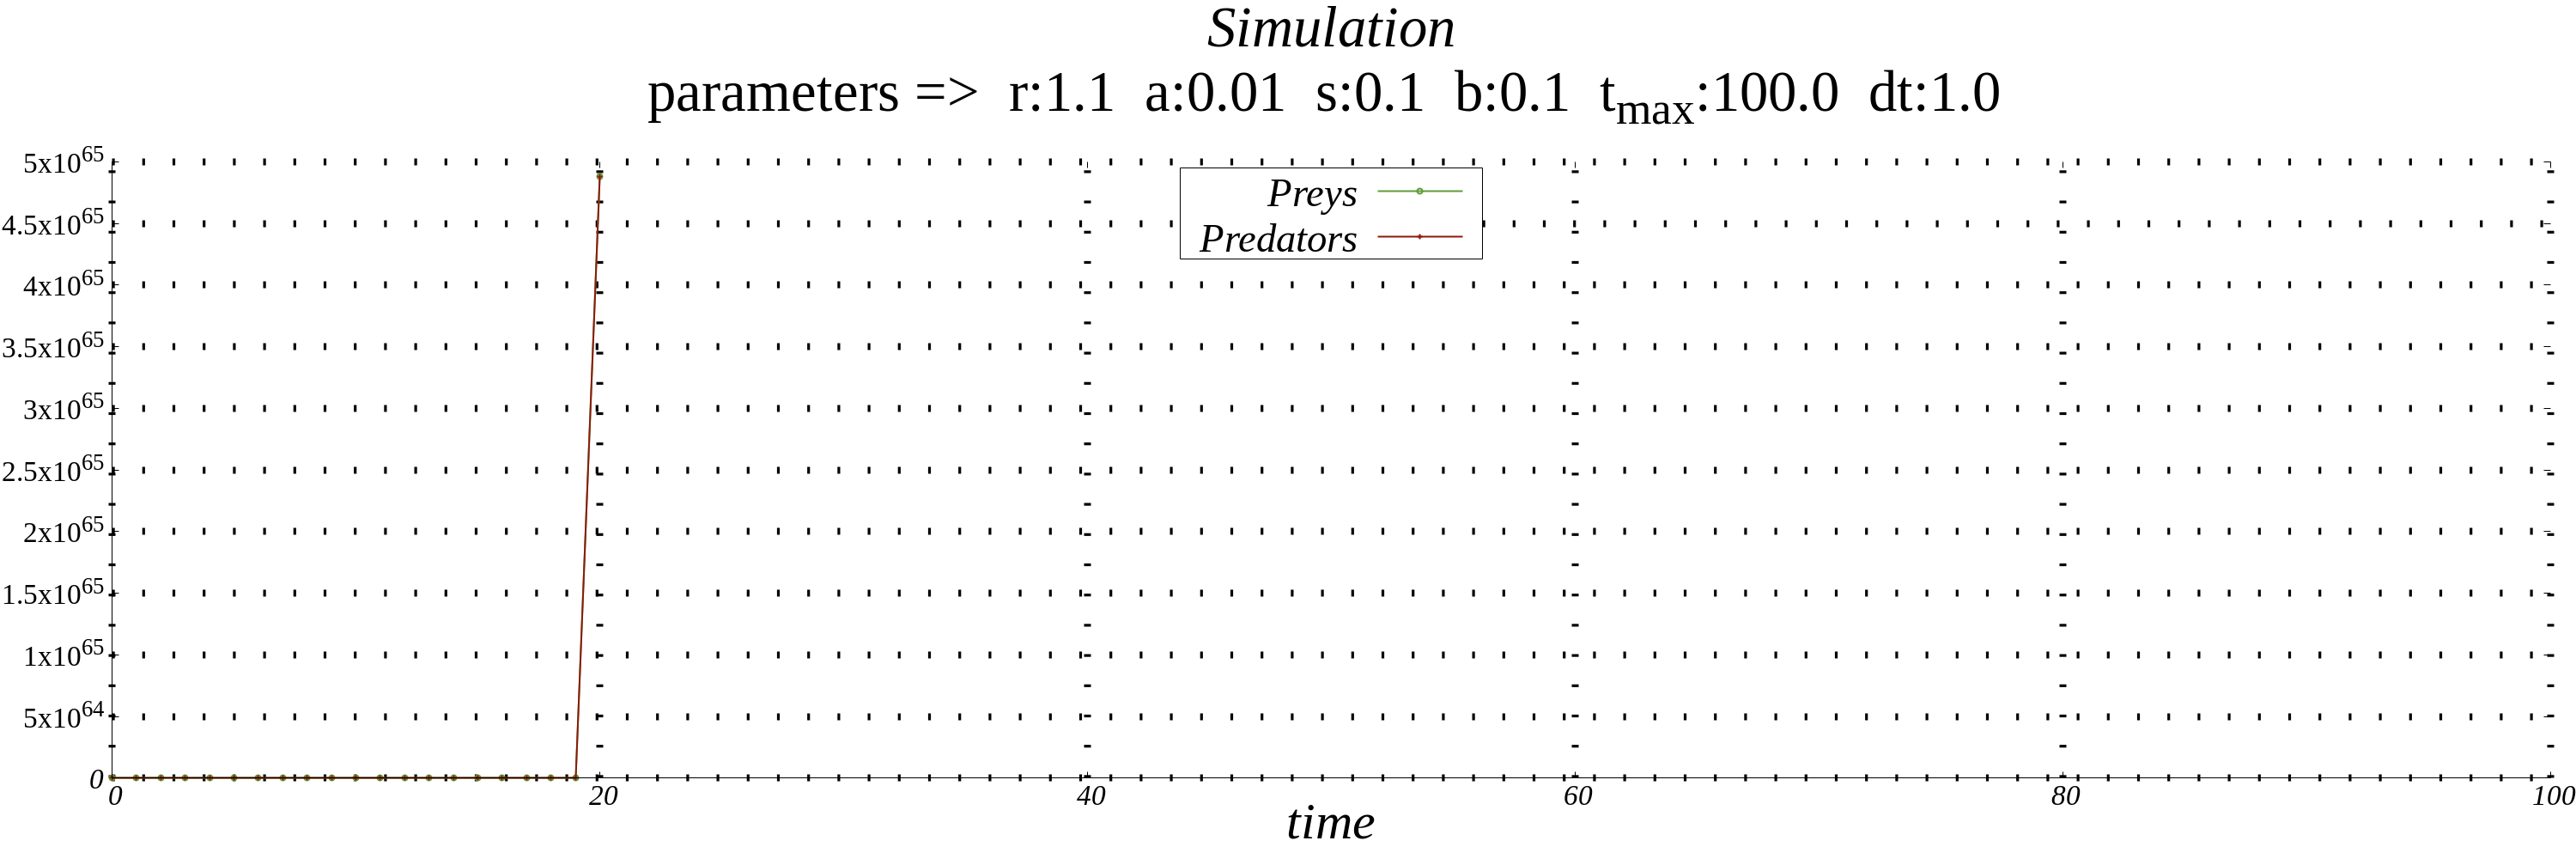 Simulation
parameters => r:1.1 a:0.01 s:0.1 b:0.1 tmax:100.0 dt:1.0
5x10^65
4.5x10^65
4x10^65
3.5x10^65
3x10^65
2.5x10^65
2x10^65
1.5x10^65
1x10^65
5x10^64
0
Preys
Predators
0 20 40 60 80 100
time